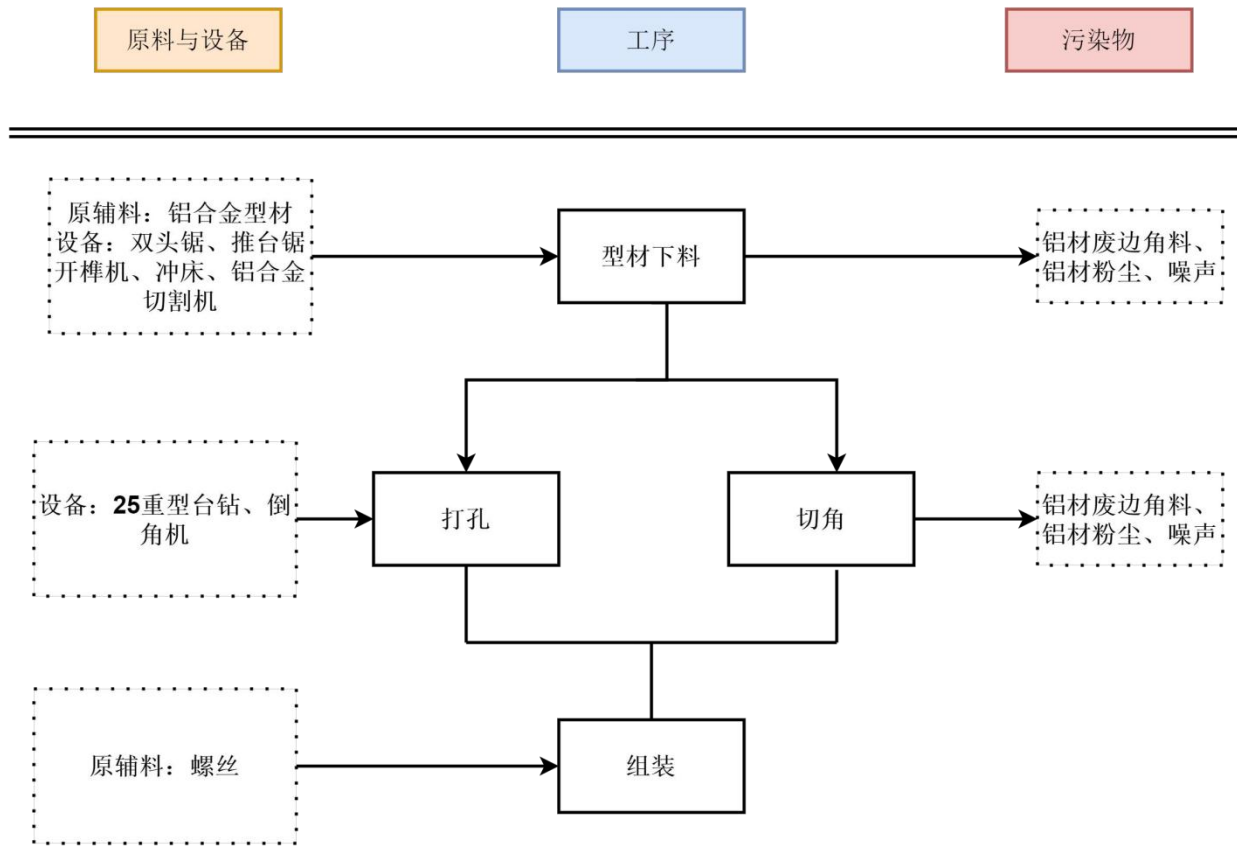 原料与设备
工序
污染物
原辅料：铝合金型材
设备：双头锯、推台锯
开榫机、冲床、铝合金
切割机
型材下料
铝材废边角料、
铝材粉尘、噪声
设备：25重型台钻、倒
角机
打孔
切角
铝材废边角料、
铝材粉尘、噪声
原辅料：螺丝
组装